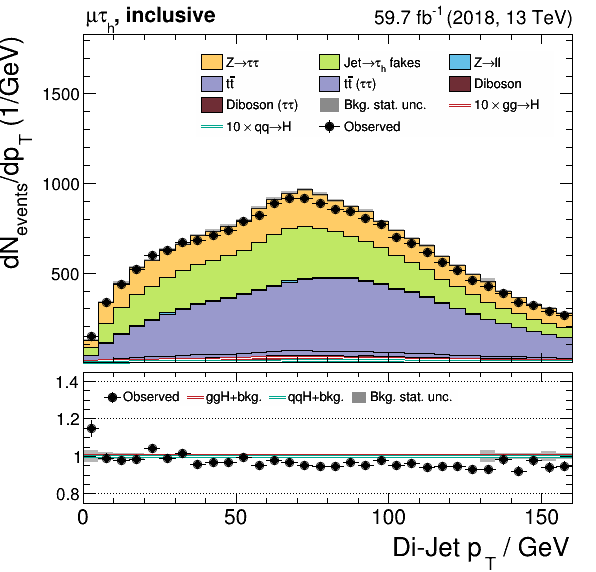 μτh, inclusive 59.7 fb-1 (2018, 13 TeV)
dNevents/dpT (1/GeV)
Z→ττ Jet→τh fakes Z→ll
tt̄ tt̄ (ττ) Diboson
Diboson (ττ) Bkg. stat. unc. 10 × gg→H
10 × qq→H Observed
1500
1000
500
Observed ggH+bkg. qqH+bkg. Bkg. stat. unc.
1.4
1.2
1
0.8
0 50 100 150
Di-Jet pT / GeV